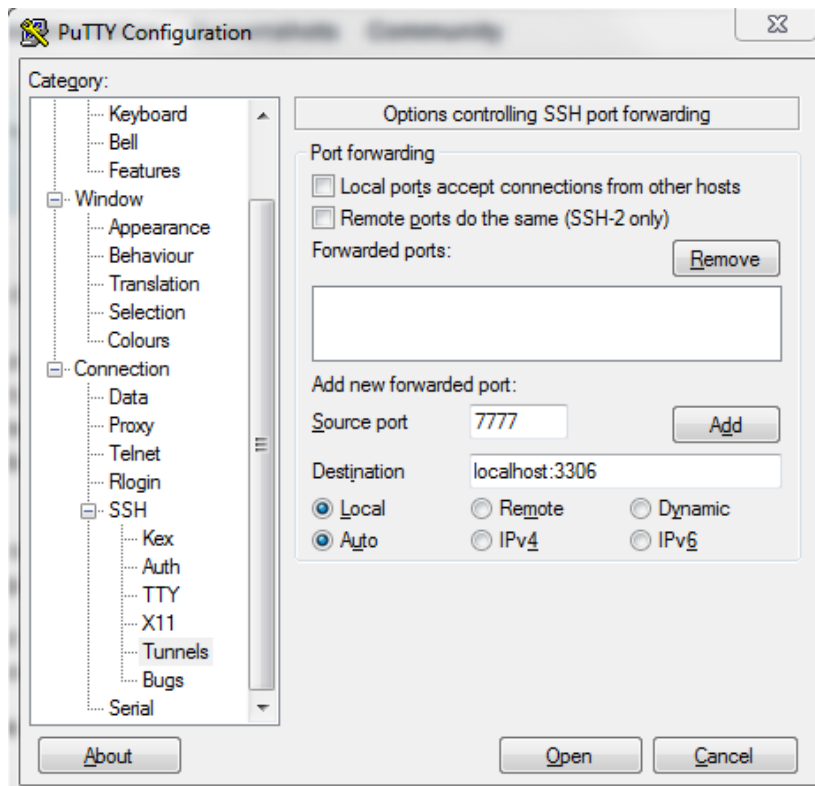 PuTTY Configuration
Community
Category:
Keyboard
Bell
Features
Window
Appearance
Behaviour
Translation
Selection
Colours
Connection
Data
Proxy
Telnet
Rlogin
SSH
Kex
Auth
TTY
X11
Tunnels
Bugs
Serial
Options controlling SSH port forwarding
Port forwarding
Local ports accept connections from other hosts
Remote ports do the same (SSH-2 only)
Forwarded ports:
Remove
Add new forwarded port:
Source port 7777 Add
Destination localhost:3306
Local Remote Dynamic
Auto IPv4 IPv6
About Open Cancel